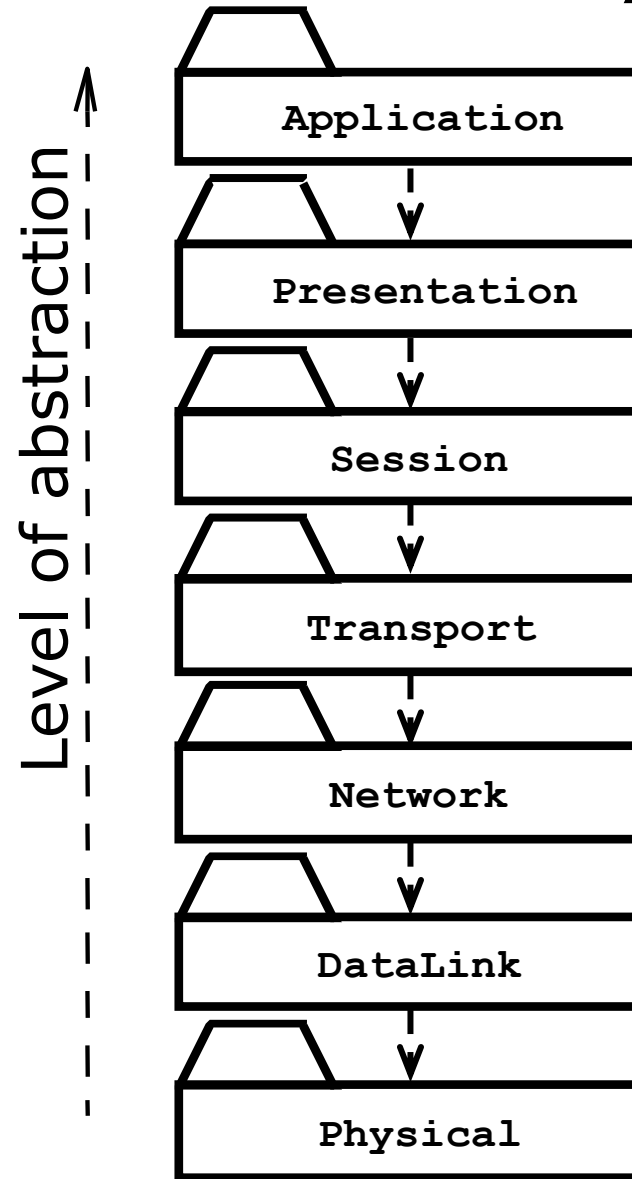 Level of abstraction
Application
Presentation
Session
Transport
Network
DataLink
Physical